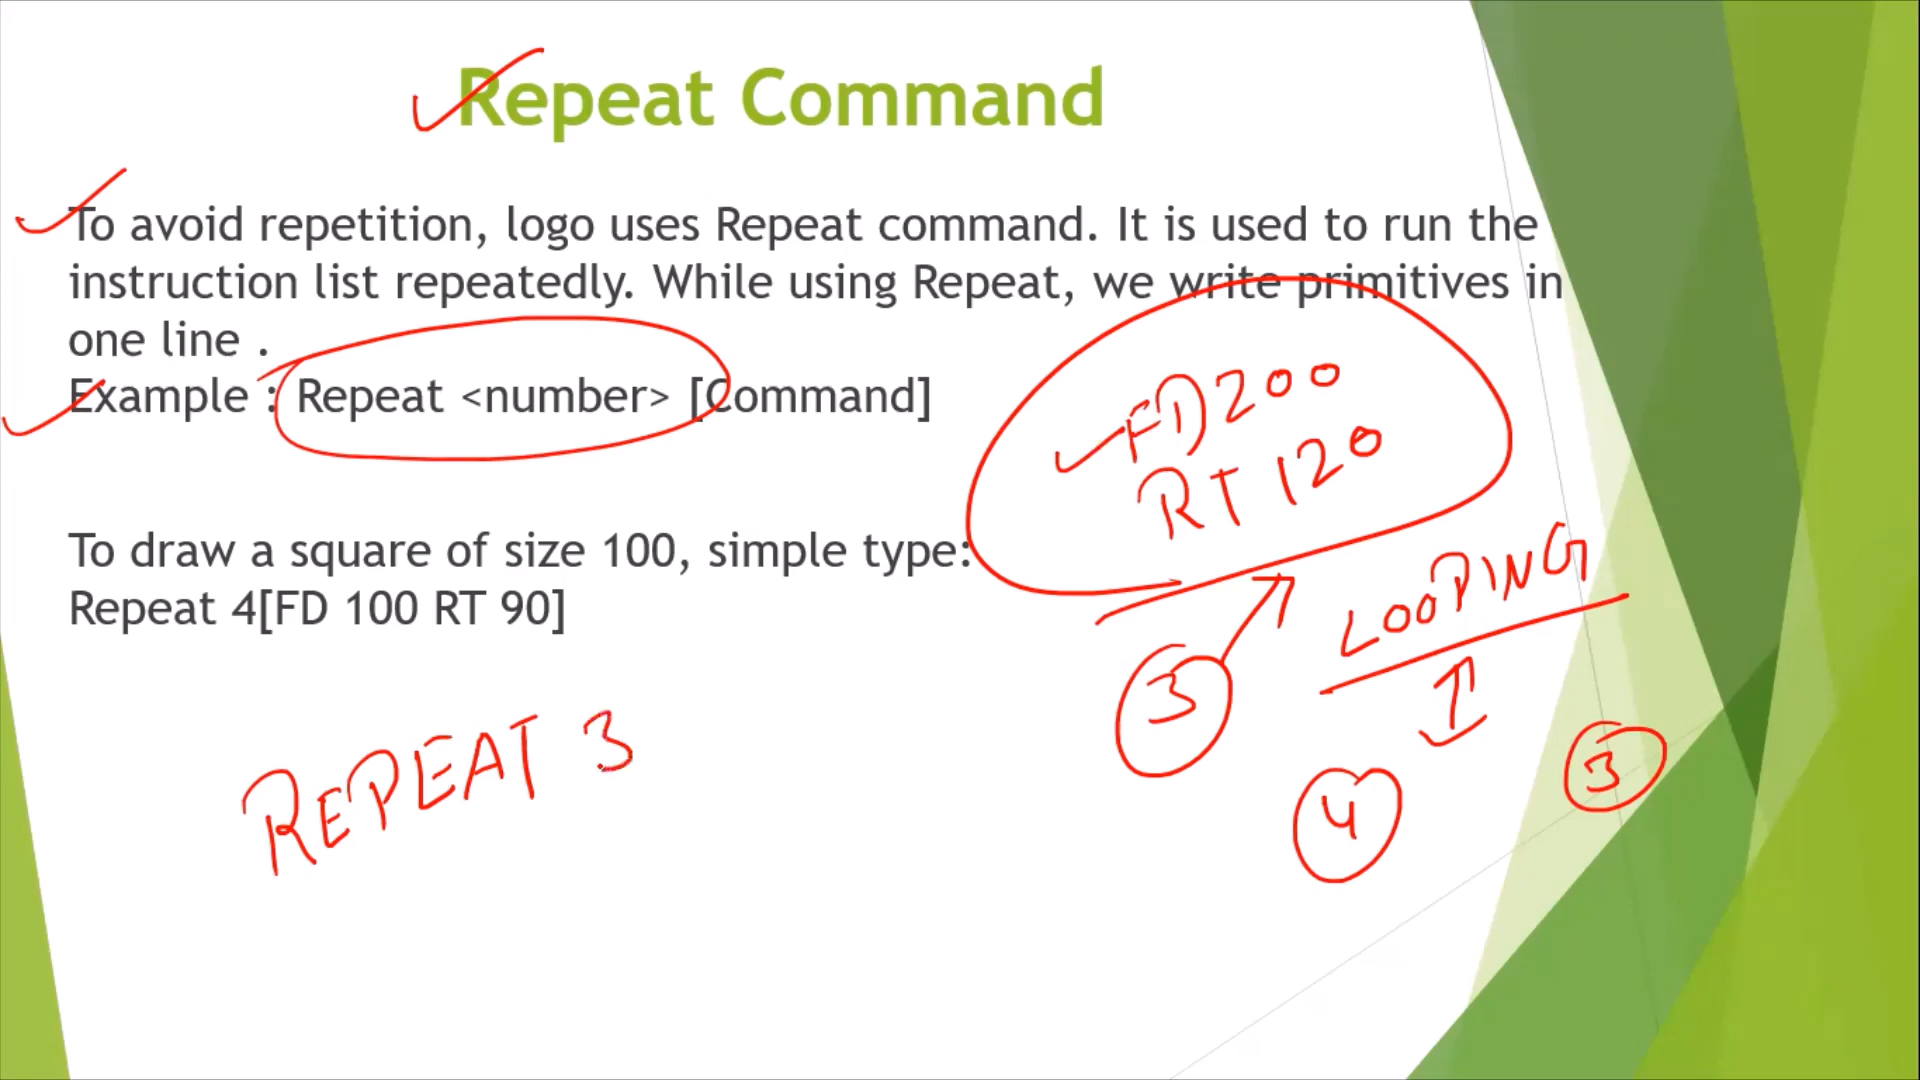 Repeat Command
To avoid repetition, logo uses Repeat command. It is used to run the
instruction list repeatedly. While using Repeat, we write primitives in
one line .
Example : Repeat <number> [Command]
FD 200
RT 120
To draw a square of size 100, simple type:
Repeat 4[FD 100 RT 90]
LOOPING
3
REPEAT 3
4
3